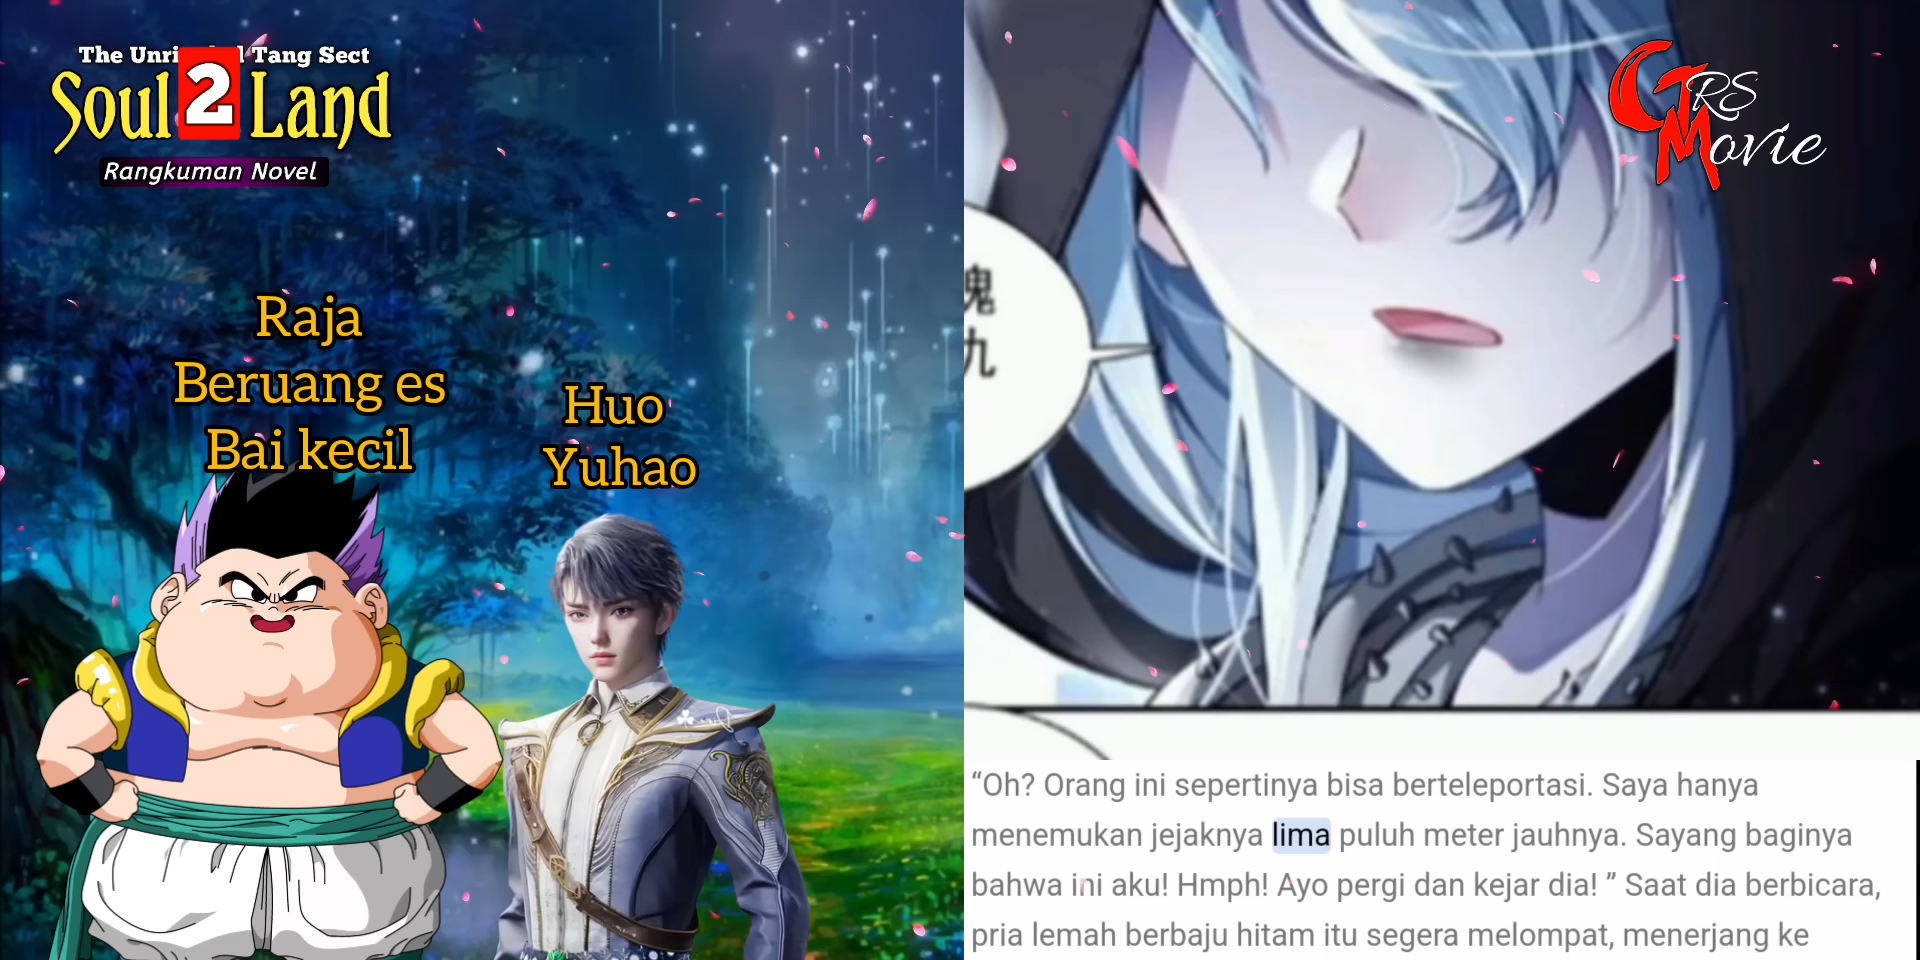 The Unri
l Tang Sect
Soul 2 Land
Rangkuman Novel
Raja
Beruang es
Bai kecil
Huo
Yuhao
GTRS
Movie
九
“Oh? Orang ini sepertinya bisa berteleportasi. Saya hanya
menemukan jejaknya lima puluh meter jauhnya. Sayang baginya
bahwa ini aku! Hmph! Ayo pergi dan kejar dia! ” Saat dia berbicara,
pria lemah berbaju hitam itu segera melompat, menerjang ke